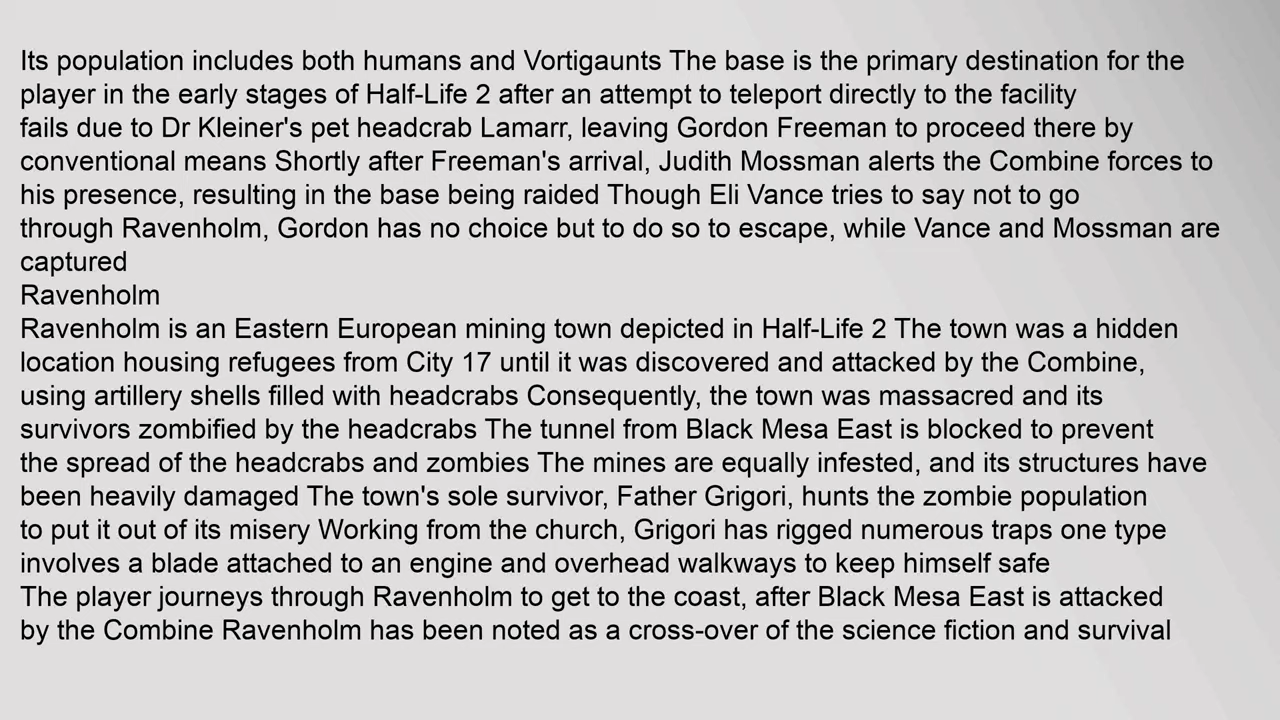 Its population includes both humans and Vortigaunts The base is the primary destination for the
player in the early stages of Half-Life 2 after an attempt to teleport directly to the facility
fails due to Dr Kleiner's pet headcrab Lamarr, leaving Gordon Freeman to proceed there by
conventional means Shortly after Freeman's arrival, Judith Mossman alerts the Combine forces to
his presence, resulting in the base being raided Though Eli Vance tries to say not to go
through Ravenholm, Gordon has no choice but to do so to escape, while Vance and Mossman are
captured
Ravenholm
Ravenholm is an Eastern European mining town depicted in Half-Life 2 The town was a hidden
location housing refugees from City 17 until it was discovered and attacked by the Combine,
using artillery shells filled with headcrabs Consequently, the town was massacred and its
survivors zombified by the headcrabs The tunnel from Black Mesa East is blocked to prevent
the spread of the headcrabs and zombies The mines are equally infested, and its structures have
been heavily damaged The town's sole survivor, Father Grigori, hunts the zombie population
to put it out of its misery Working from the church, Grigori has rigged numerous traps one type
involves a blade attached to an engine and overhead walkways to keep himself safe
The player journeys through Ravenholm to get to the coast, after Black Mesa East is attacked
by the Combine Ravenholm has been noted as a cross-over of the science fiction and survival